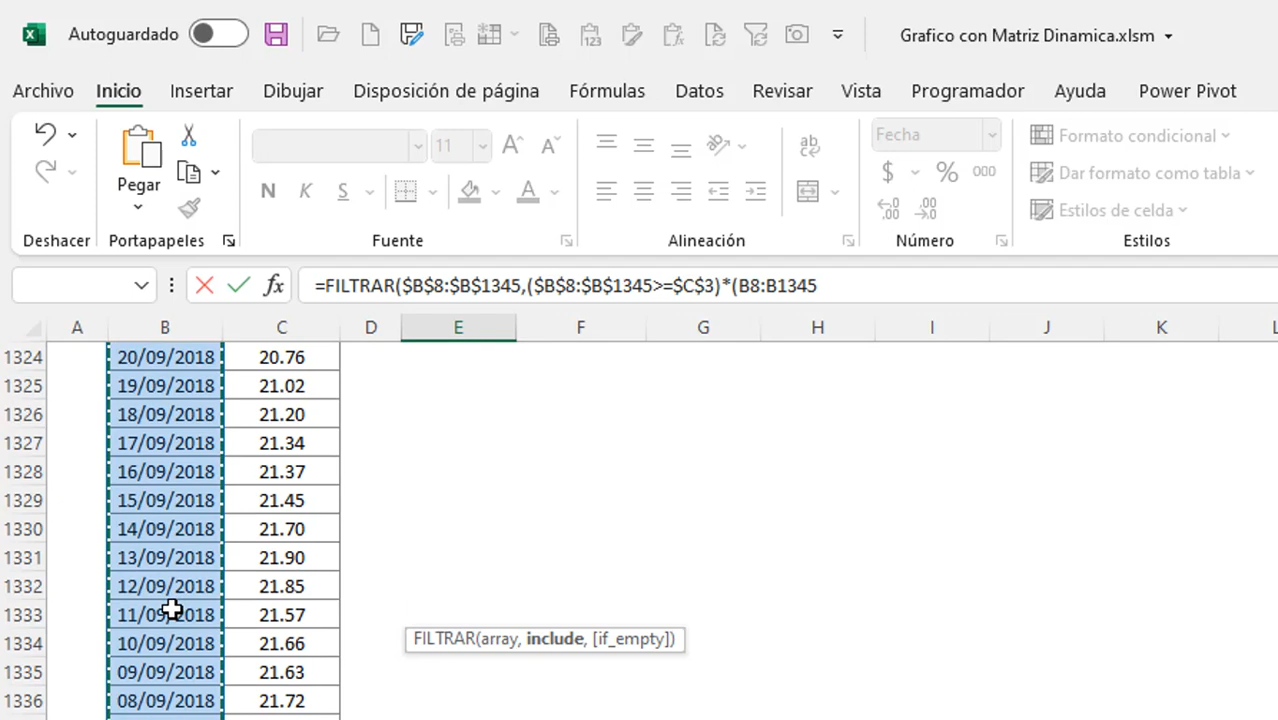 Autoguardado
Grafico con Matriz Dinamica.xlsm
Archivo Inicio Insertar Dibujar Disposición de página Fórmulas Datos Revisar Vista Programador Ayuda Power Pivot
Pegar
11
ab
Fecha
Formato condicional
N K S
A
$ % 000
Dar formato como tabla
Estilos de celda
Deshacer Portapapeles Fuente Alineación Número Estilos
fx =FILTRAR($B$8:$B$1345,($B$8:$B$1345>=$C$3)*(B8:B1345
A B C D E F G H I J K L
1324 20/09/2018 20.76
1325 19/09/2018 21.02
1326 18/09/2018 21.20
1327 17/09/2018 21.34
1328 16/09/2018 21.37
1329 15/09/2018 21.45
1330 14/09/2018 21.70
1331 13/09/2018 21.90
1332 12/09/2018 21.85
1333 11/09/2018 21.57
1334 10/09/2018 21.66
FILTRAR(array, include, [if_empty])
1335 09/09/2018 21.63
1336 08/09/2018 21.72